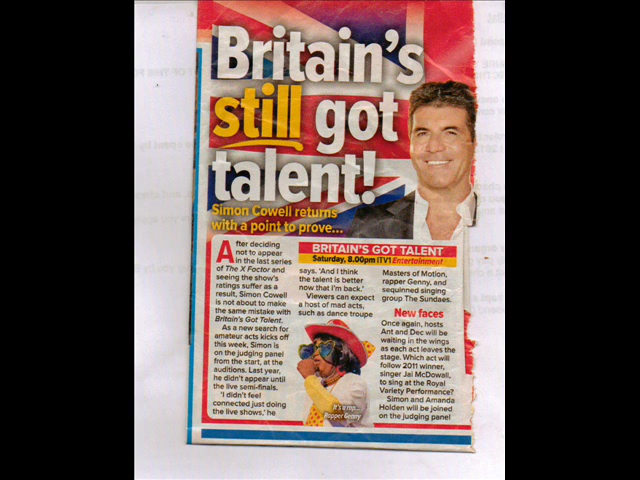 Britain's
still got
talent!
Simon Cowell returns
with a point to prove...
BRITAIN'S GOT TALENT
Saturday, 8.00pm ITV1 Entertainment
After deciding
not to appear
in the last series
of The X Factor and
seeing the show's
ratings suffer as a
result, Simon Cowell
is not about to make
the same mistake with
Britain's Got Talent.
As a new search for
amateur acts kicks off
this week, Simon is
on the judging panel
from the start, at the
auditions. Last year,
he didn't appear until
the live semi-finals.
'I didn't feel
connected just doing
the live shows,' he
says. 'And I think
the talent is better
now that I'm back.'
Viewers can expect
a host of mad acts,
such as dance troupe
Masters of Motion,
rapper Genny, and
sequinned singing
group The Sundaes.
New faces
Once again, hosts
Ant and Dec will be
waiting in the wings
as each act leaves the
stage. Which act will
follow 2011 winner,
singer Jai McDowall,
to sing at the Royal
Variety Performance?
Simon and Amanda
Holden will be joined
on the judging panel
It's a rap...
Rapper Genny